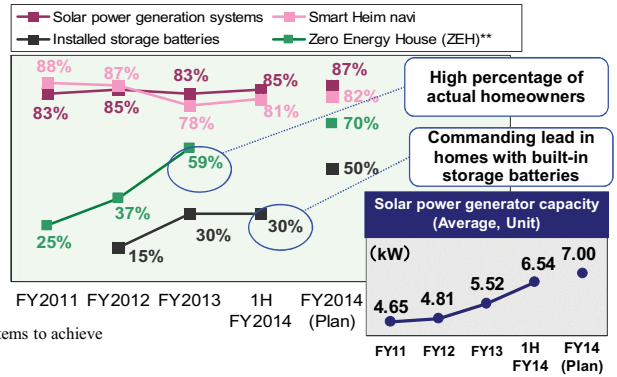 Solar power generation systems
Smart Heim navi
Installed storage batteries
Zero Energy House (ZEH)**
88%
87%
83%
85%
87%
83%
85%
78%
81%
82%
70%
59%
50%
37%
25%
15%
30%
30%
High percentage of
actual homeowners
Commanding lead in
homes with built-in
storage batteries
FY2011
FY2012
FY2013
1H
FY2014
FY2014
(Plan)
Solar power generator capacity
(Average, Unit)
(kW)
4.65
4.81
5.52
6.54
7.00
FY11
FY12
FY13
1H
FY14
FY14
(Plan)
tems to achieve